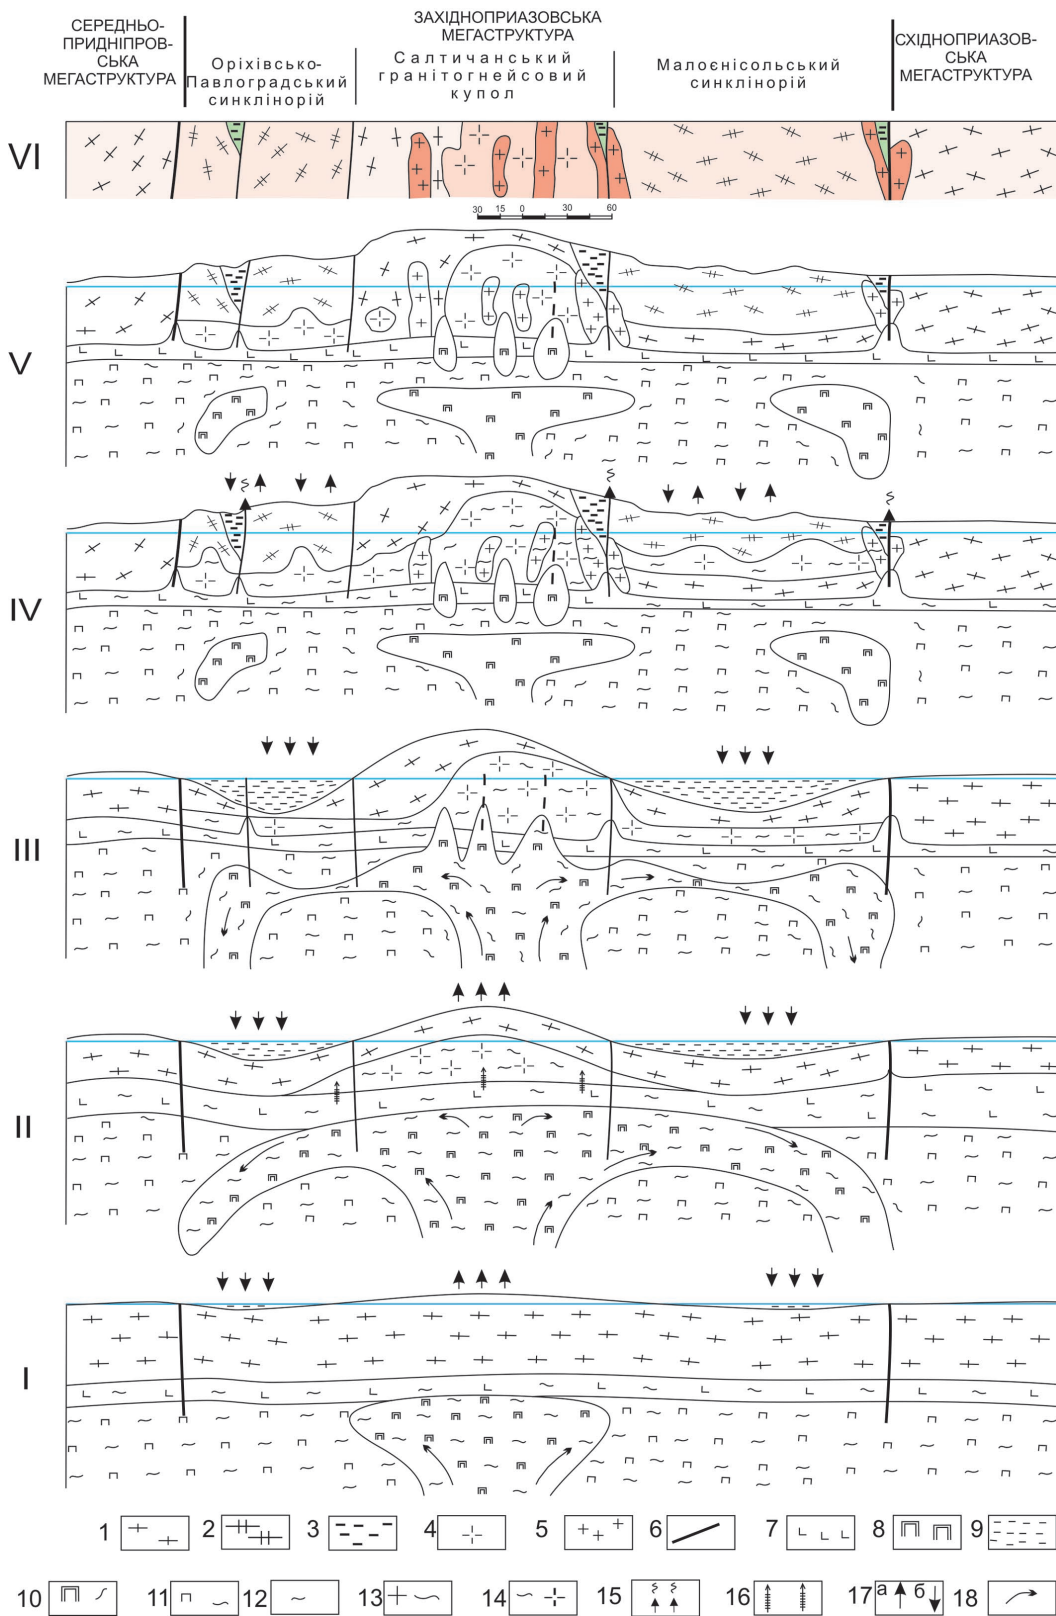 СЕРЕДНЬО-
ПРИДНІПРОВ-
СЬКА
МЕГАСТРУКТУРА
ЗАХІДНОПРИАЗОВСЬКА
МЕГАСТРУКТУРА
Оріхівсько-
Павлоградський
синклінорій
Салтичанський
гранітогнейсовий
купол
Малоєнісольський
синклінорій
СХІДНОПРИАЗОВ-
СЬКА
МЕГАСТРУКТУРА
VI
30 15 0 30 60
V
IV
III
II
I
1 2 3 4 5 6 7 8 9
10 11 12 13 14 15 16 17 а б 18